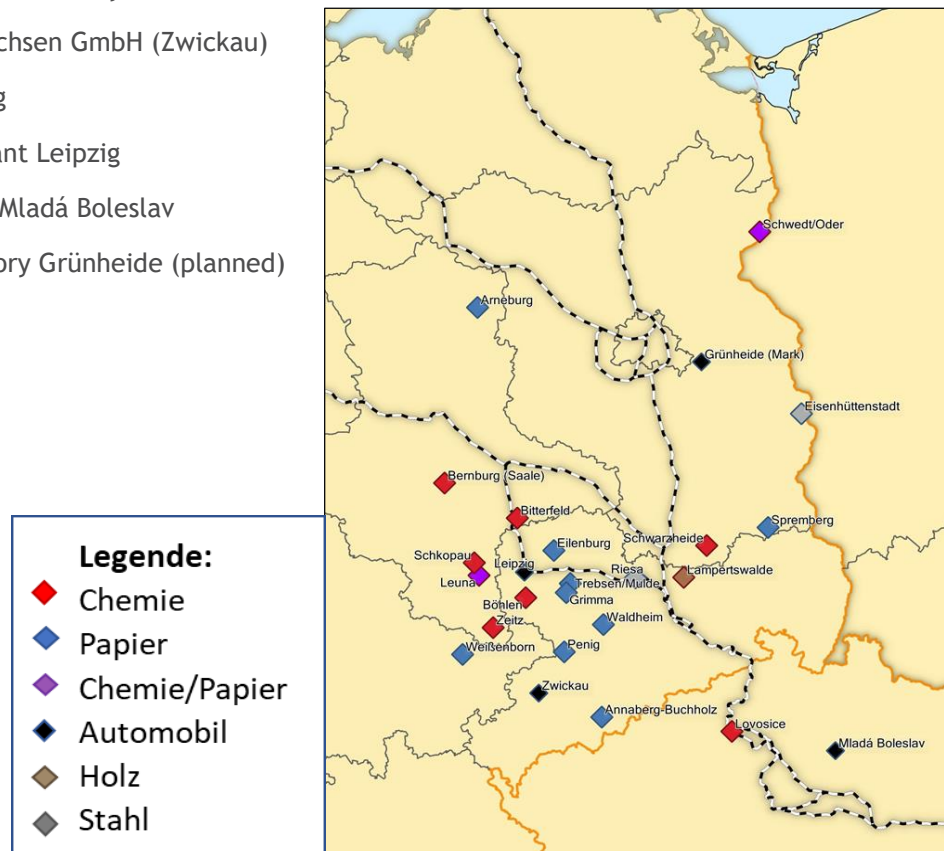 chsen GmbH (Zwickau)
g
ant Leipzig
Mladá Boleslav
ory Grünheide (planned)
Schwedt/Oder
Arneburg
Grünheide (Mark)
Eisenhüttenstadt
Bernburg (Saale)
Bitterfeld
Spremberg
Eilenburg
Schwarzheide
Schkopau
Leipzig
Riesa
Lampertswalde
Leuna
Trebsen/Mulde
Böhlen
Grimma
Zeitz
Waldheim
Weißenborn
Penig
Zwickau
Annaberg-Buchholz
Lovosice
Mladá Boleslav
Legende:
Chemie
Papier
Chemie/Papier
Automobil
Holz
Stahl